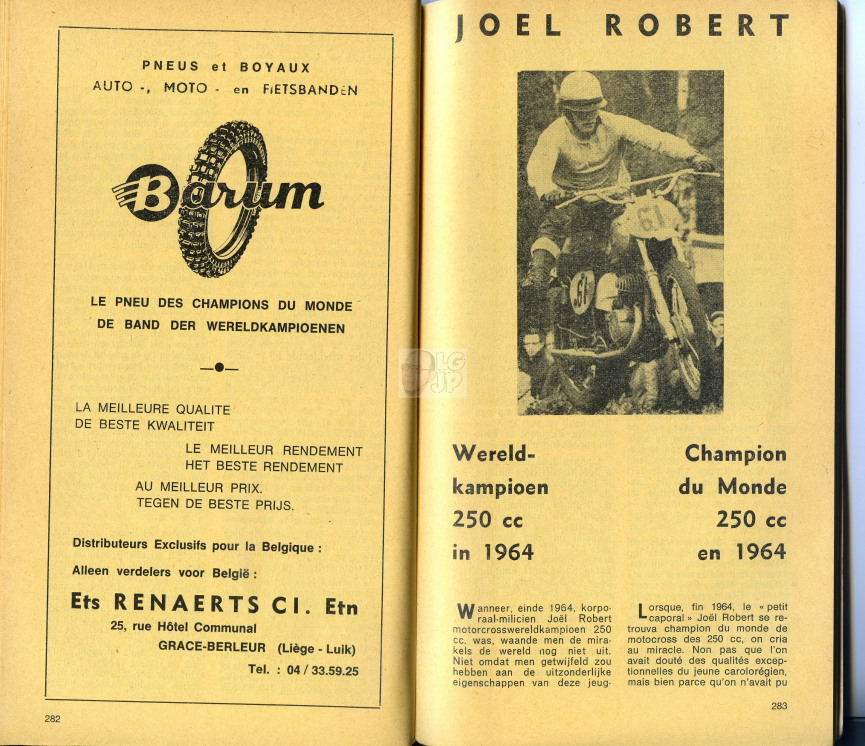 PNEUS et BOYAUX
AUTO -, MOTO - en FIETSBANDEN
Barum
LE PNEU DES CHAMPIONS DU MONDE
DE BAND DER WERELDKAMPIOENEN
LA MEILLEURE QUALITE
DE BESTE KWALITEIT
LE MEILLEUR RENDEMENT
HET BESTE RENDEMENT
AU MEILLEUR PRIX.
TEGEN DE BESTE PRIJS.
Distributeurs Exclusifs pour la Belgique :
Alleen verdelers voor België :
Ets RENAERTS Cl. Etn
25, rue Hôtel Communal
GRACE-BERLEUR (Liège - Luik)
Tel. : 04 / 33.59.25
282
JOEL ROBERT
61
LG
JP
Wereld-
kampioen
250 cc
in 1964
Champion
du Monde
250 cc
en 1964
Wanneer, einde 1964, korpo-
raal-milicien Joël Robert
motorcrosswereldkampioen 250
cc. was, waande men de mira-
kels de wereld nog niet uit.
Niet omdat men getwijfeld zou
hebben aan de uitzonderlijke
eigenschappen van deze jeug-
Lorsque, fin 1964, le « petit
caporal » Joël Robert se re-
trouva champion du monde de
motocross des 250 cc, on cria
au miracle. Non pas que l'on
avait douté des qualités excep-
tionnelles du jeune carolorégien,
mais bien parce qu'on n'avait pu
283